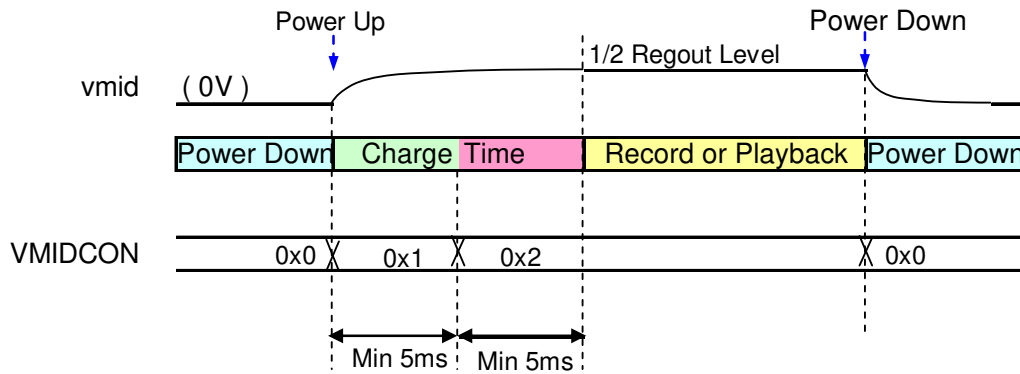 Power Up
Power Down
1/2 Regout Level
vmid
( 0V )
Power Down
Charge Time
Record or Playback
Power Down
VMIDCON
0x0
0x1
0x2
0x0
Min 5ms
Min 5ms